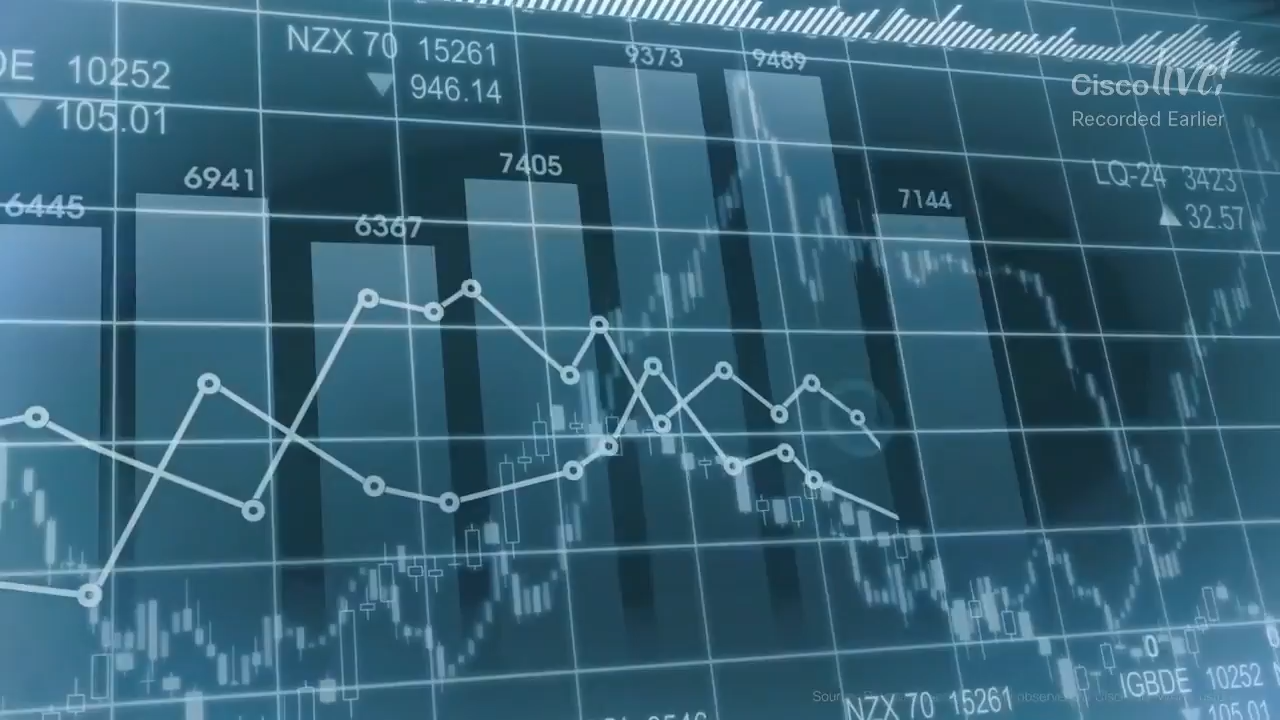 DE 10252
105.01
NZX 70 15261
946.14
9373
9489
Cisco live!
Recorded Earlier
6445
6941
6367
7405
7144
LQ-24 3423
32.57
0
IGBDE 10252
105.01
NZX 70 15261